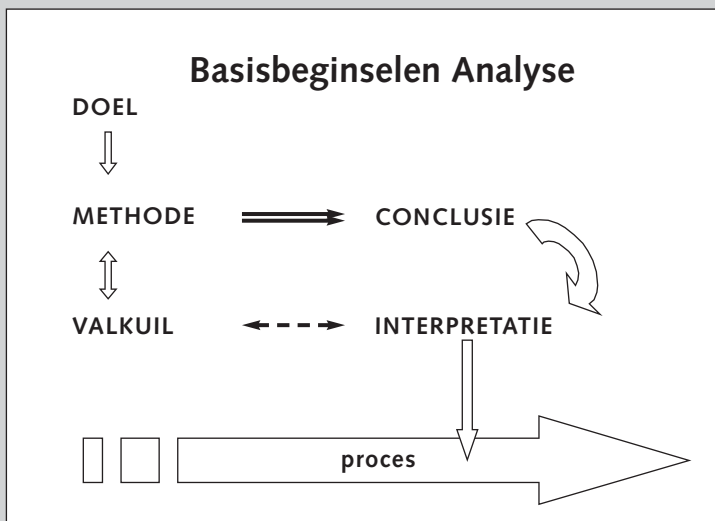 Basisbeginselen Analyse
DOEL
METHODE
CONCLUSIE
VALKUIL
INTERPRETATIE
proces